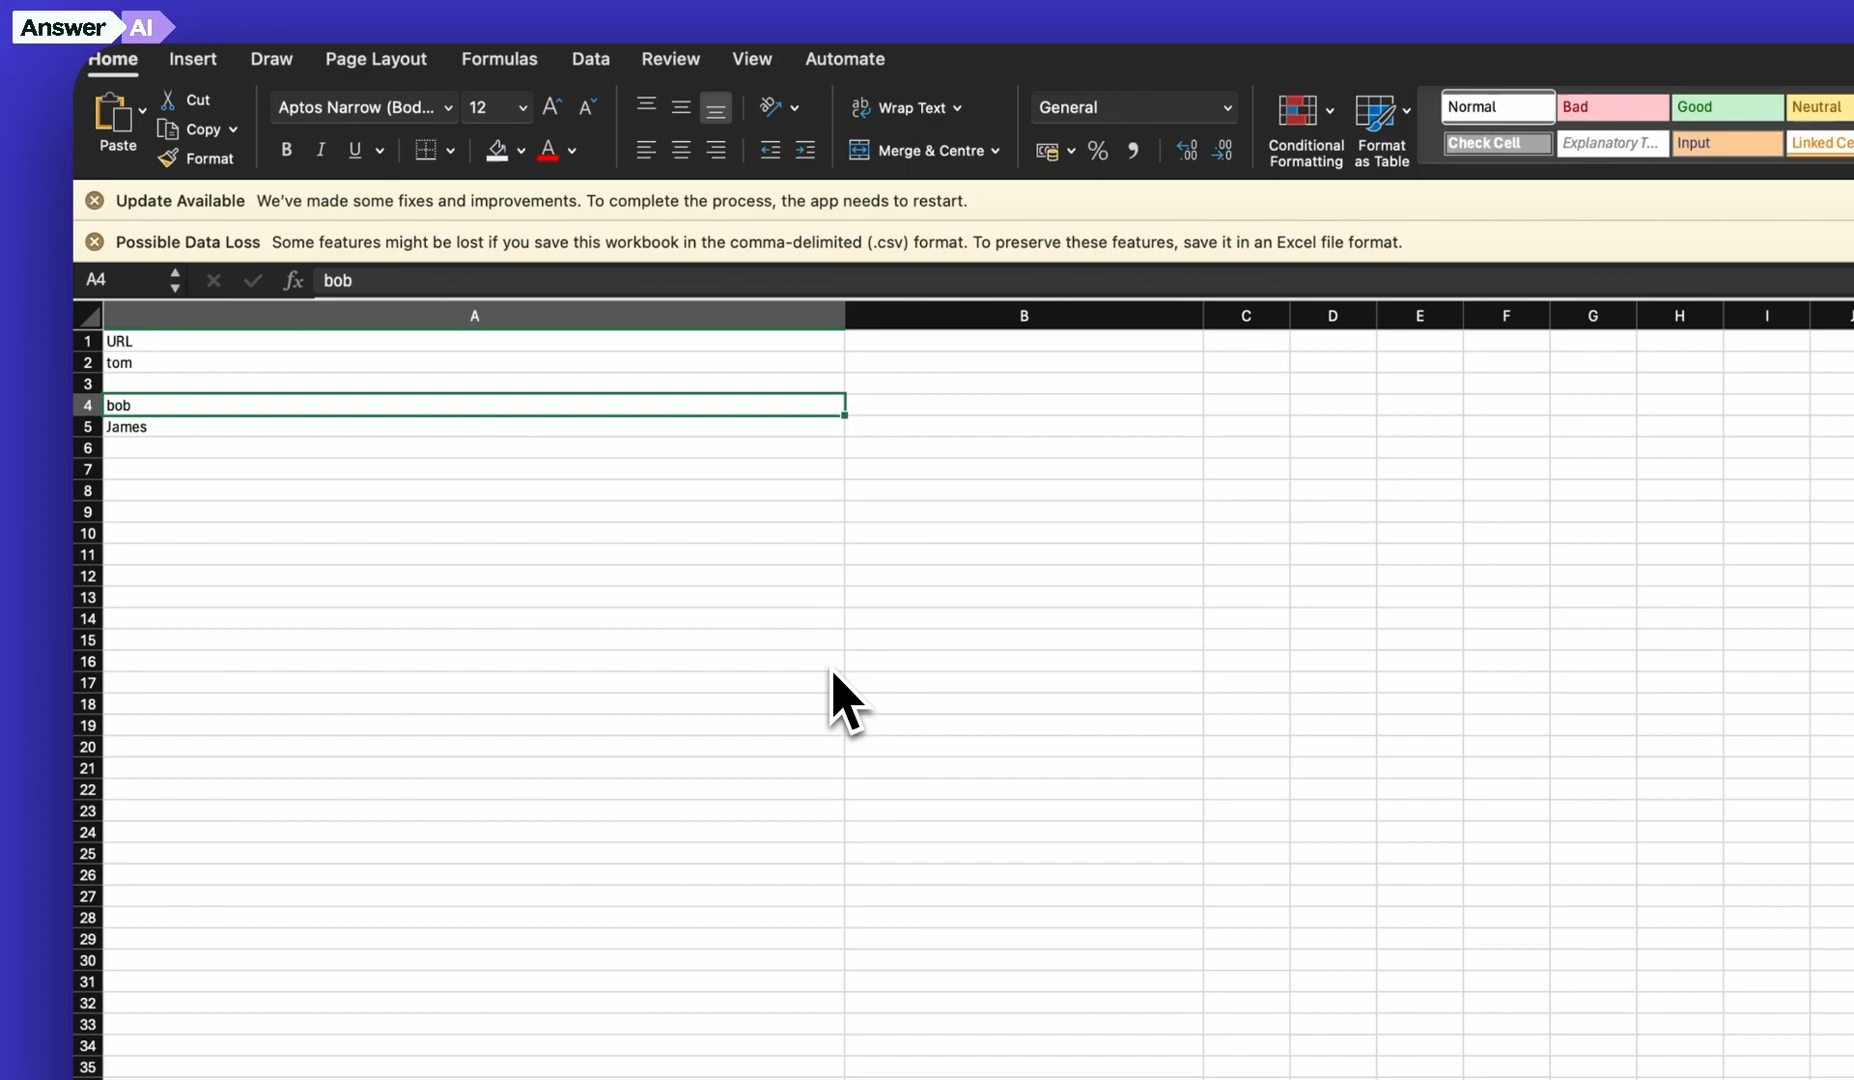 Answer AI
Home Insert Draw Page Layout Formulas Data Review View Automate
Paste
Cut
Copy
Format
Aptos Narrow (Bod... 12
B I U
Wrap Text
Merge & Centre
General
Conditional Formatting
Format as Table
Normal Bad Good Neutral
Check Cell Explanatory T... Input Linked Ce
Update Available We've made some fixes and improvements. To complete the process, the app needs to restart.
Possible Data Loss Some features might be lost if you save this workbook in the comma-delimited (.csv) format. To preserve these features, save it in an Excel file format.
A4 fx bob
A B C D E F G H I
1 URL
2 tom
3
4 bob
5 James
6
7
8
9
10
11
12
13
14
15
16
17
18
19
20
21
22
23
24
25
26
27
28
29
30
31
32
33
34
35